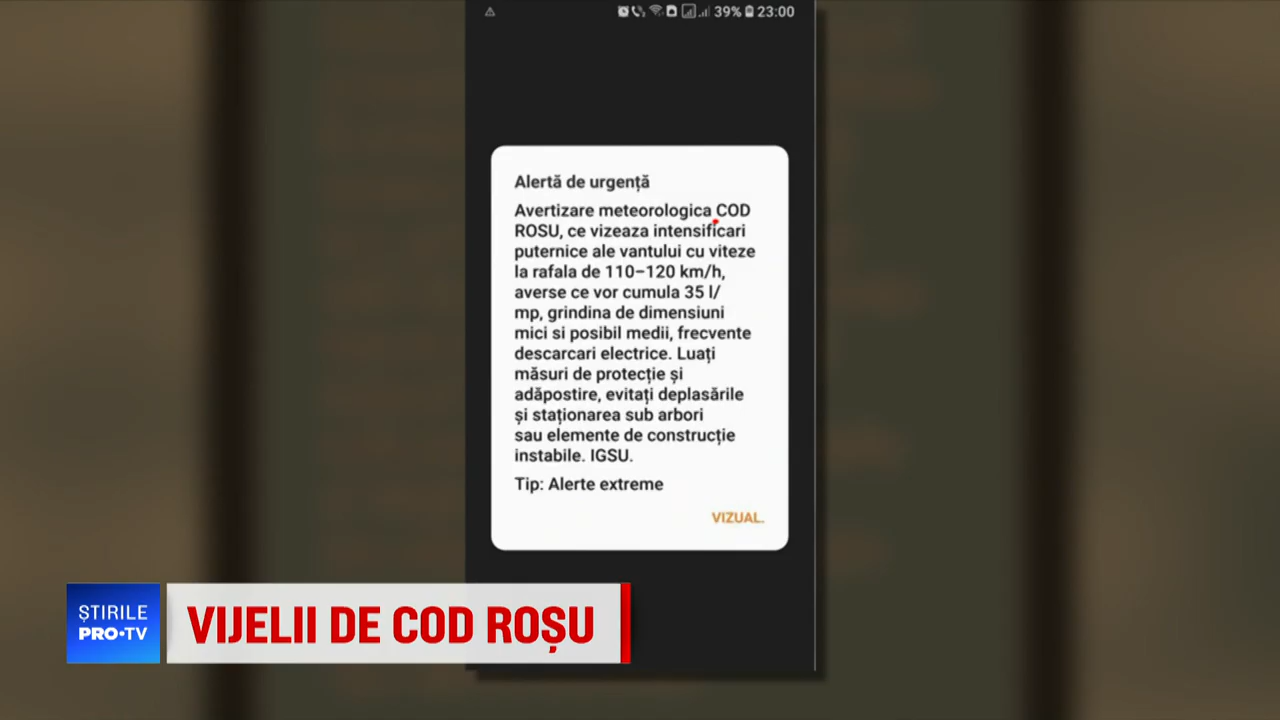 39% 23:00
Alertă de urgență
Avertizare meteorologica COD
ROSU, ce vizeaza intensificari
puternice ale vantului cu viteze
la rafala de 110–120 km/h,
averse ce vor cumula 35 l/
mp, grindina de dimensiuni
mici si posibil medii, frecvente
descarcari electrice. Luați
măsuri de protecție și
adăpostire, evitați deplasările
și staționarea sub arbori
sau elemente de construcție
instabile. IGSU.
Tip: Alerte extreme
VIZUAL.
ȘTIRILE
PRO•TV
VIJELII DE COD ROȘU